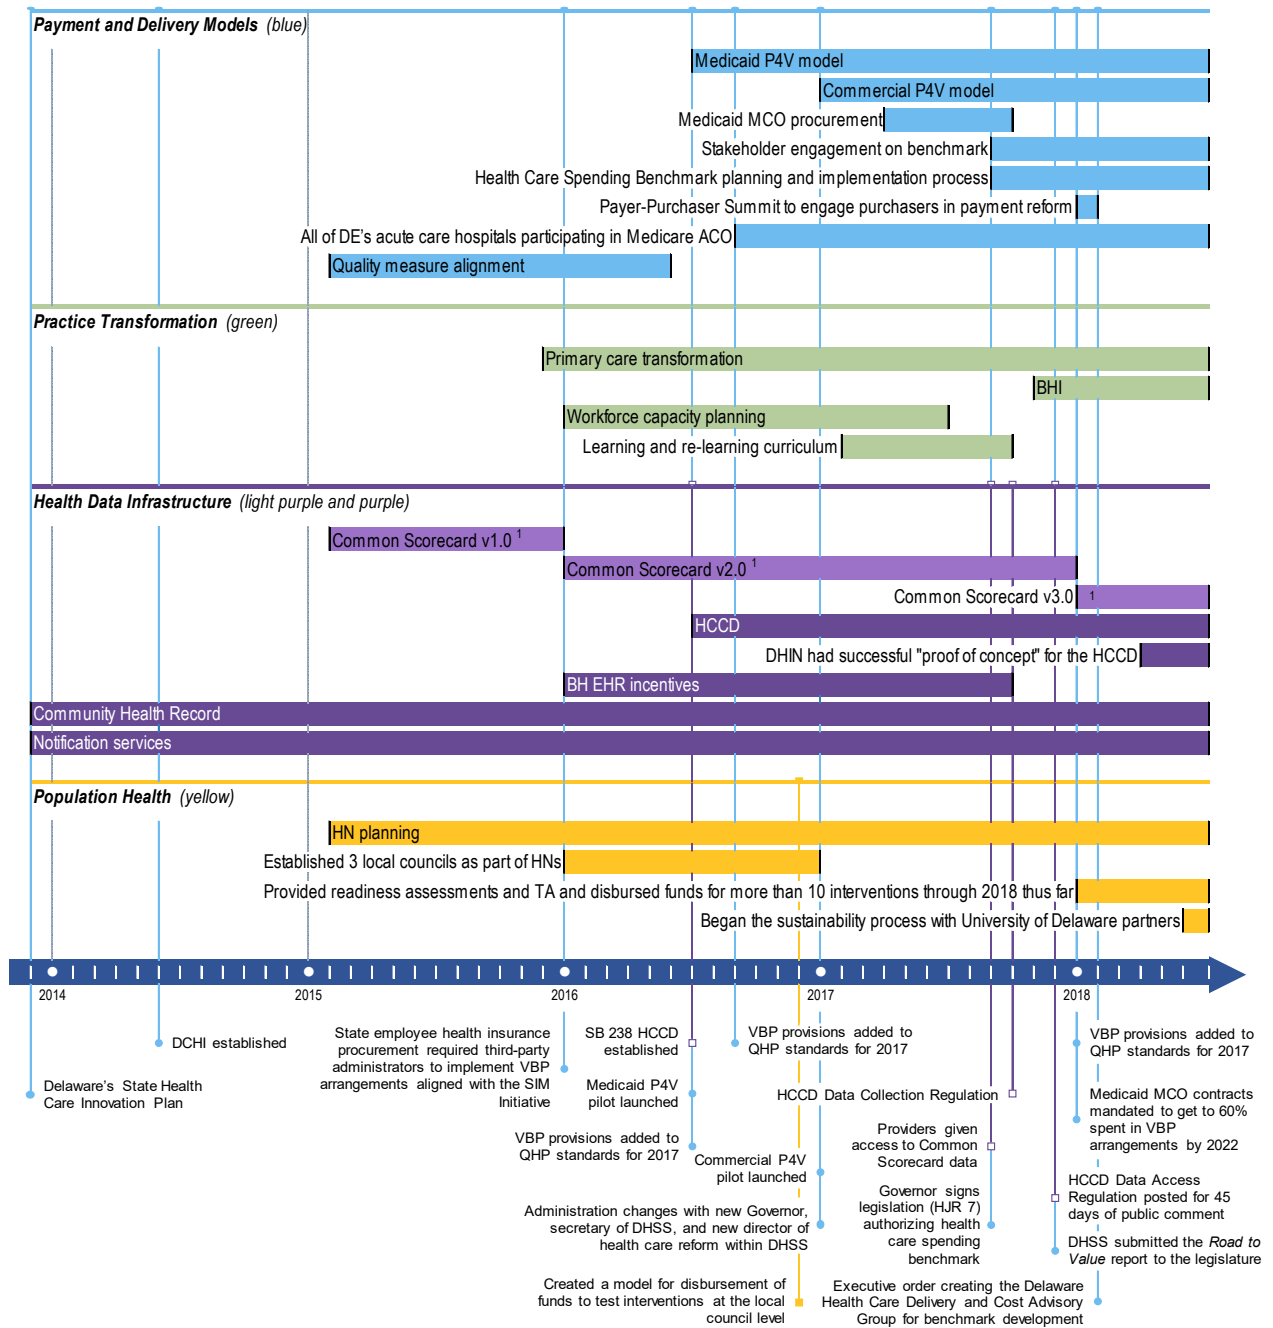 Payment and Delivery Models (blue)
Medicaid P4V model
Commercial P4V model
Medicaid MCO procurement
Stakeholder engagement on benchmark
Health Care Spending Benchmark planning and implementation process
Payer-Purchaser Summit to engage purchasers in payment reform
All of DE's acute care hospitals participating in Medicare ACO
Quality measure alignment
Practice Transformation (green)
Primary care transformation
BHI
Workforce capacity planning
Learning and re-learning curriculum
Health Data Infrastructure (light purple and purple)
Common Scorecard v1.0 1
Common Scorecard v2.0 1
Common Scorecard v3.0 1
HCCD
DHIN had successful "proof of concept" for the HCCD
BH EHR incentives
Community Health Record
Notification services
Population Health (yellow)
HN planning
Established 3 local councils as part of HNs
Provided readiness assessments and TA and disbursed funds for more than 10 interventions through 2018 thus far
Began the sustainability process with University of Delaware partners
2014 2015 2016 2017 2018
DCHI established
Delaware's State Health
Care Innovation Plan
State employee health insurance
procurement required third-party
administrators to implement VBP
arrangements aligned with the SIM
Initiative
SB 238 HCCD
established
Medicaid P4V
pilot launched
VBP provisions added to
QHP standards for 2017
VBP provisions added to
QHP standards for 2017
Commercial P4V
pilot launched
Administration changes with new Governor,
secretary of DHSS, and new director of
health care reform within DHSS
Created a model for disbursement of
funds to test interventions at the local
council level
HCCD Data Collection Regulation
Providers given
access to Common
Scorecard data
Governor signs
legislation (HJR 7)
authorizing health
care spending
benchmark
Executive order creating the Delaware
Health Care Delivery and Cost Advisory
Group for benchmark development
VBP provisions added to
QHP standards for 2017
Medicaid MCO contracts
mandated to get to 60%
spent in VBP
arrangements by 2022
HCCD Data Access
Regulation posted for 45
days of public comment
DHSS submitted the Road to
Value report to the legislature